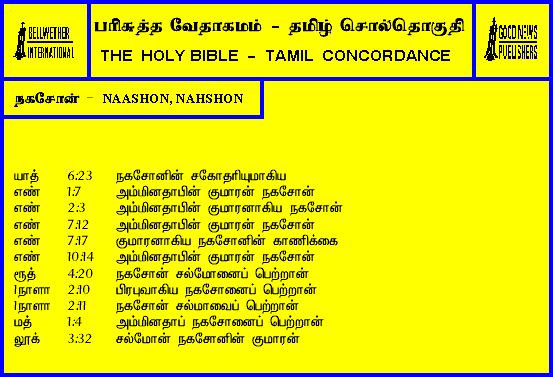 BELLWETHER
INTERNATIONAL
பரிசுத்த வேதாகமம் - தமிழ் சொல்தொகுதி
THE HOLY BIBLE - TAMIL CONCORDANCE
GOOD NEWS
PUBLISHERS
நகசோன் - NAASHON, NAHSHON
யாத் 6:23 நகசோனின் சகோதரியுமாகிய
எண் 1:7 அம்மினதாபின் குமாரன் நகசோன்
எண் 2:3 அம்மினதாபின் குமாரனாகிய நகசோன்
எண் 7:12 அம்மினதாபின் குமாரன் நகசோன்
எண் 7:17 குமாரனாகிய நகசோனின் காணிக்கை
எண் 10:14 அம்மினதாபின் குமாரன் நகசோன்
ரூத் 4:20 நகசோன் சல்மோனைப் பெற்றான்
1நாளா 2:10 பிரபுவாகிய நகசோனைப் பெற்றான்
1நாளா 2:11 நகசோன் சல்மாவைப் பெற்றான்
மத் 1:4 அம்மினதாப் நகசோனைப் பெற்றான்
லூக் 3:32 சல்மோன் நகசோனின் குமாரன்